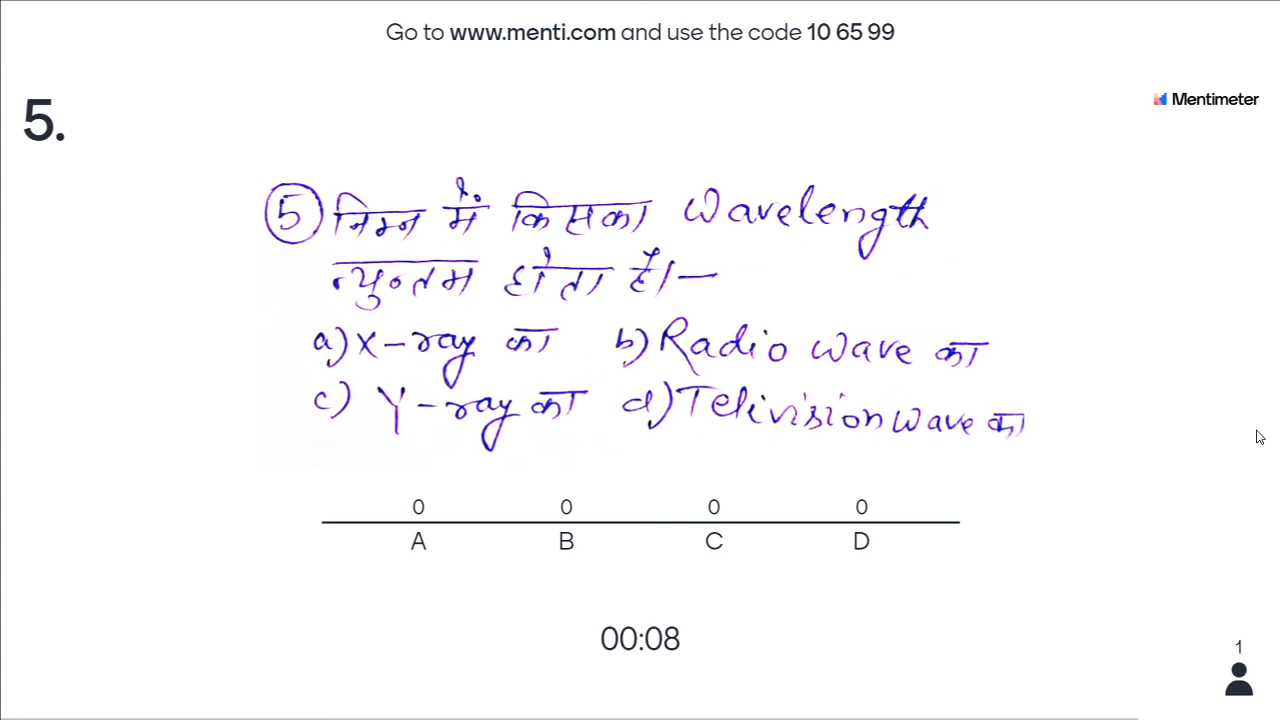 Go to www.menti.com and use the code 10 65 99
5.
Mentimeter
5 निम्न में किसका Wavelength
न्युन्तम होता है।-
a) X-ray का b) Radio wave का
c) γ-ray का d) Telivision wave का
0 0 0 0
A B C D
00:08
1